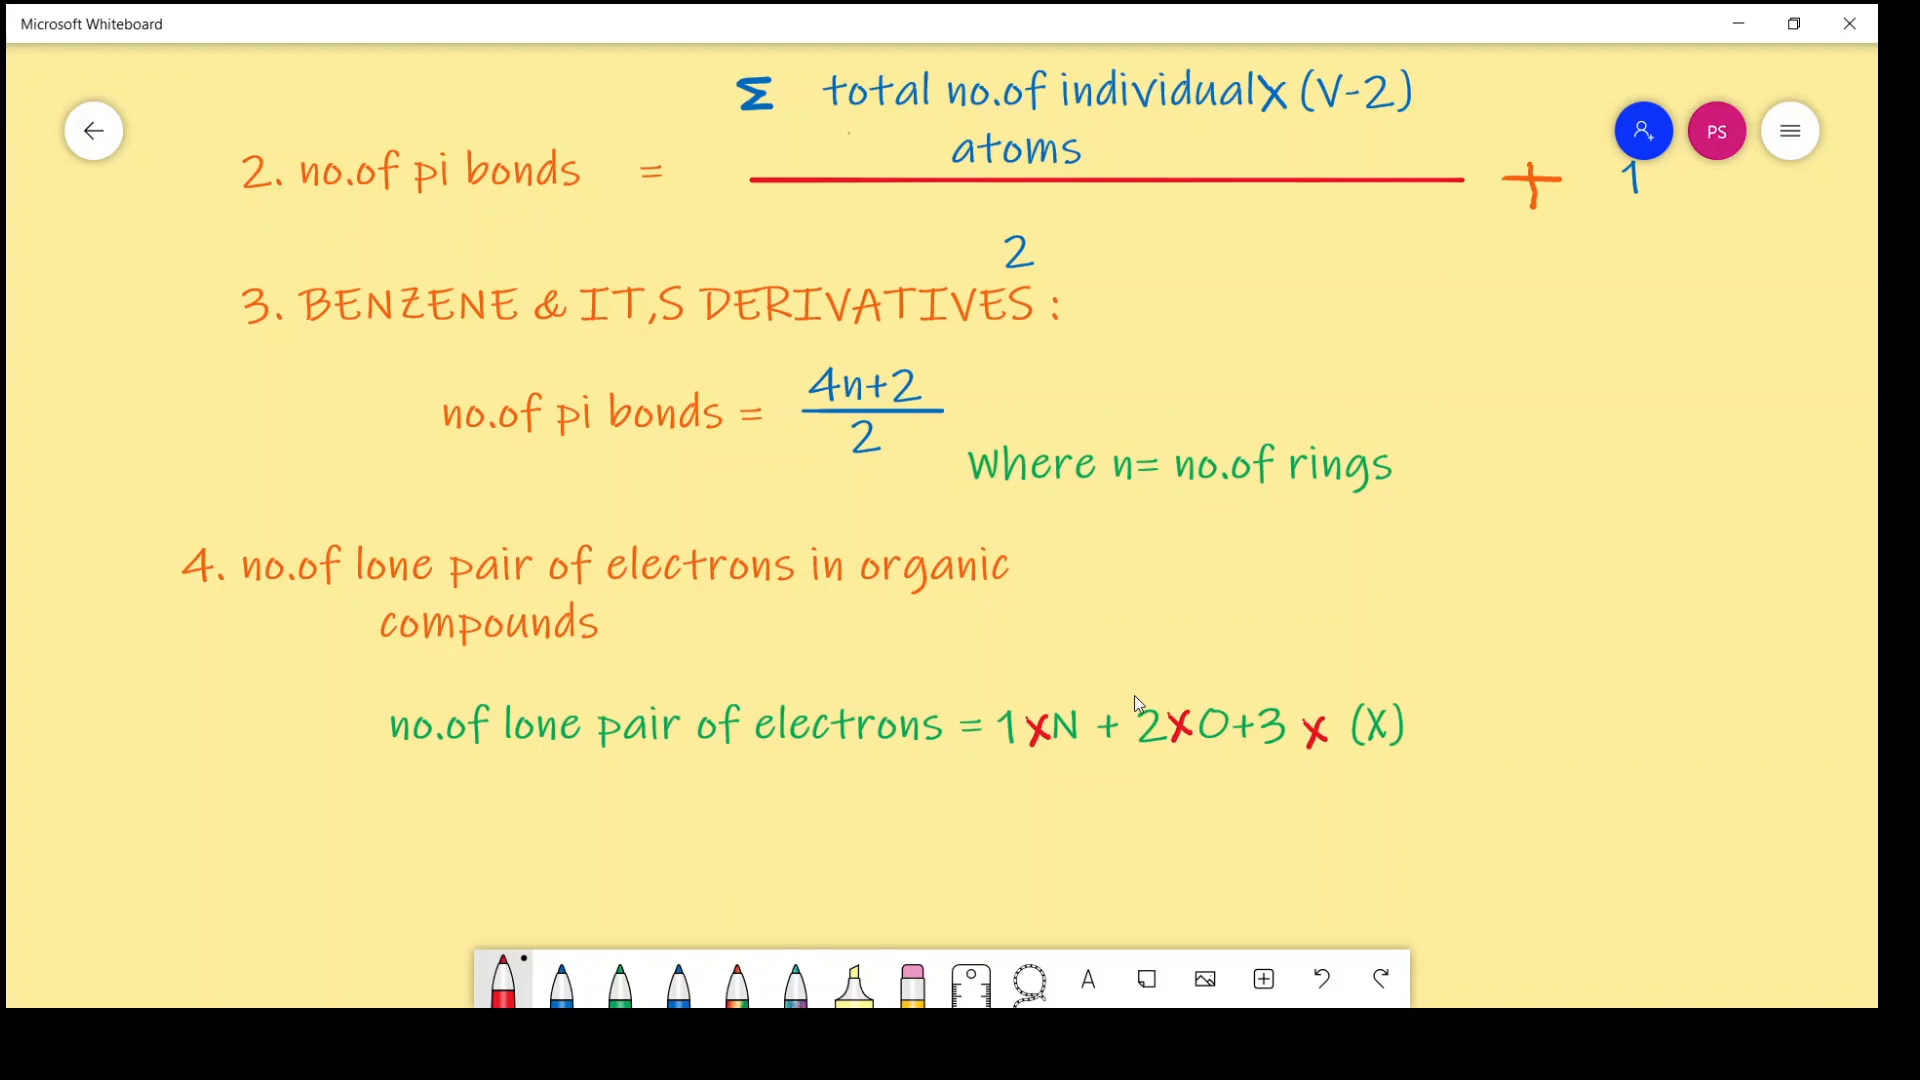 Microsoft Whiteboard
Σ total no.of individual X (V-2)
atoms
2. no.of pi bonds = + 1
2
3. BENZENE & IT,S DERIVATIVES :
no.of pi bonds = 4n+2
2
Where n= no.of rings
4. no.of lone pair of electrons in organic
compounds
no.of lone pair of electrons = 1xN + 2xO+3 x (X)
PS
A